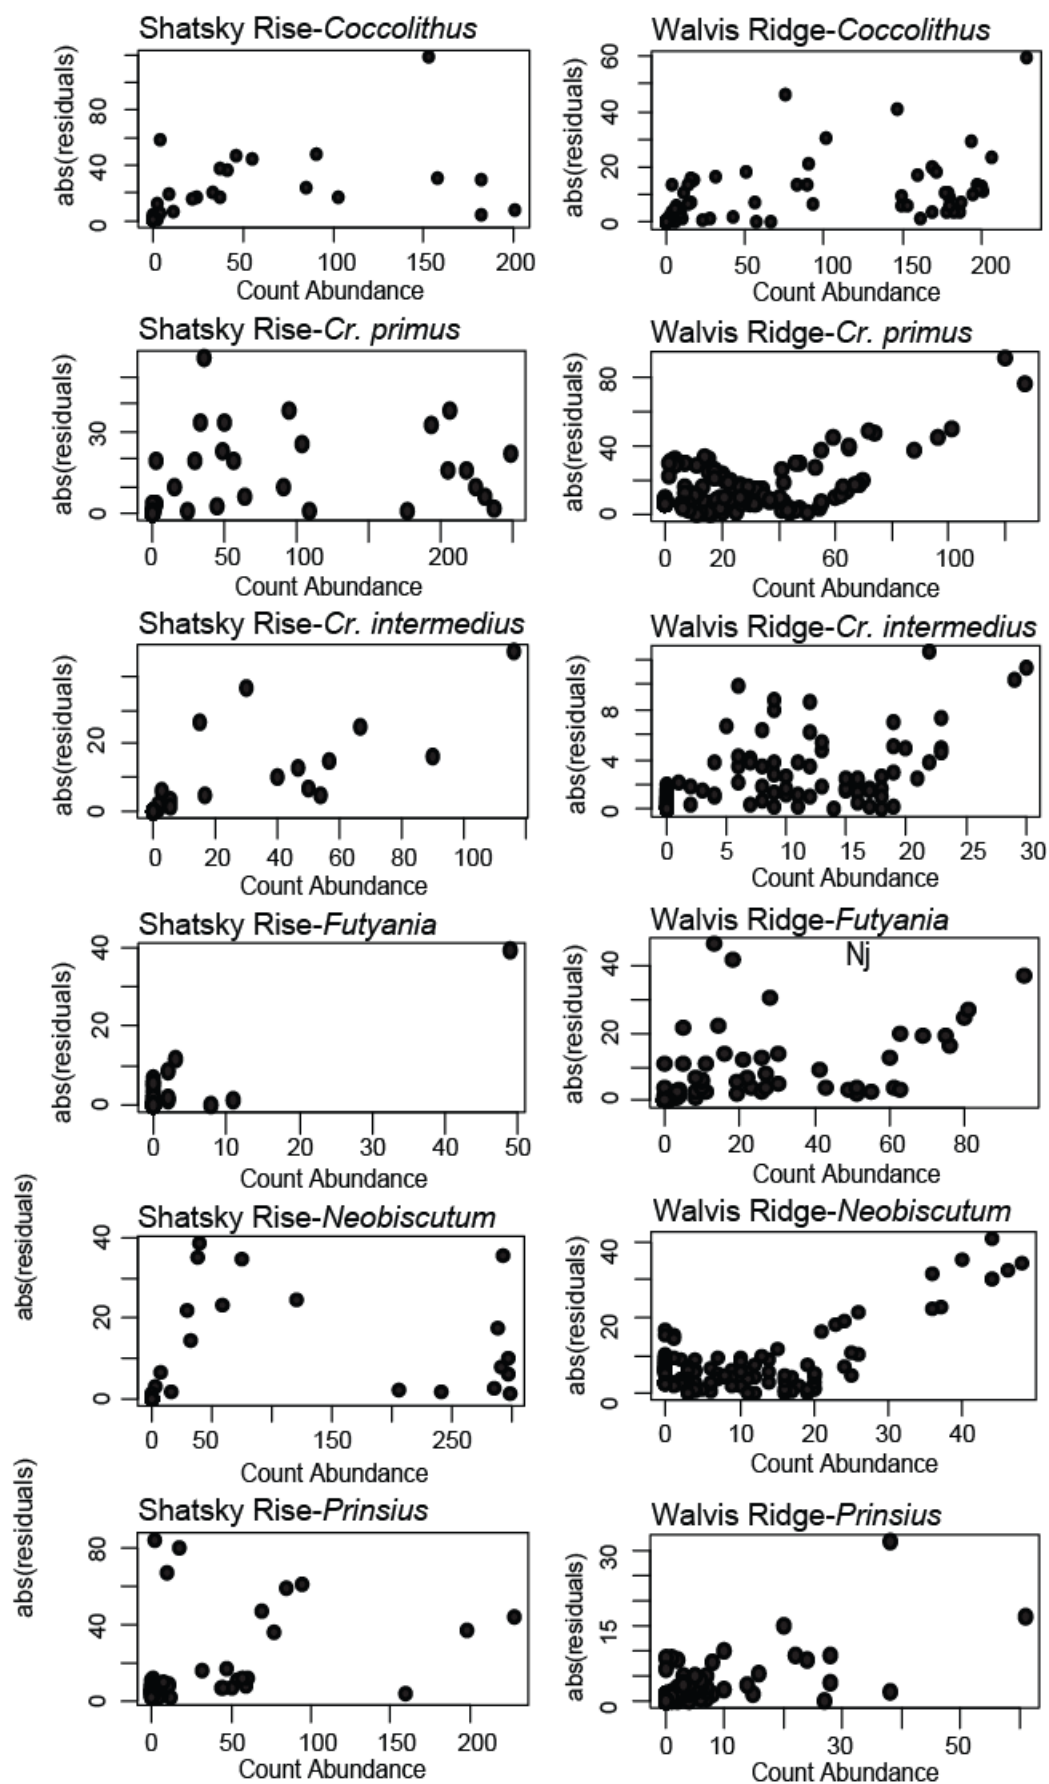 Shatsky Rise-Coccolithus
abs(residuals)
0 40 80
0 50 100 150 200
Count Abundance
Walvis Ridge-Coccolithus
abs(residuals)
0 20 40 60
0 50 100 150 200
Count Abundance
Shatsky Rise-Cr. primus
abs(residuals)
0 30
0 50 100 200
Count Abundance
Walvis Ridge-Cr. primus
abs(residuals)
0 40 80
0 20 60 100
Count Abundance
Shatsky Rise-Cr. intermedius
abs(residuals)
0 20
0 20 40 60 80 100
Count Abundance
Walvis Ridge-Cr. intermedius
abs(residuals)
0 4 8
0 5 10 15 20 25 30
Count Abundance
Shatsky Rise-Futyania
abs(residuals)
0 20 40
0 10 20 30 40 50
Count Abundance
Walvis Ridge-Futyania
Nj
abs(residuals)
0 20 40
0 20 40 60 80
Count Abundance
Shatsky Rise-Neobiscutum
abs(residuals)
0 20 40
0 50 150 250
Count Abundance
Walvis Ridge-Neobiscutum
abs(residuals)
0 20 40
0 10 20 30 40
Count Abundance
Shatsky Rise-Prinsius
abs(residuals)
0 40 80
0 50 100 150 200
Count Abundance
Walvis Ridge-Prinsius
abs(residuals)
0 15 30
0 10 30 50
Count Abundance